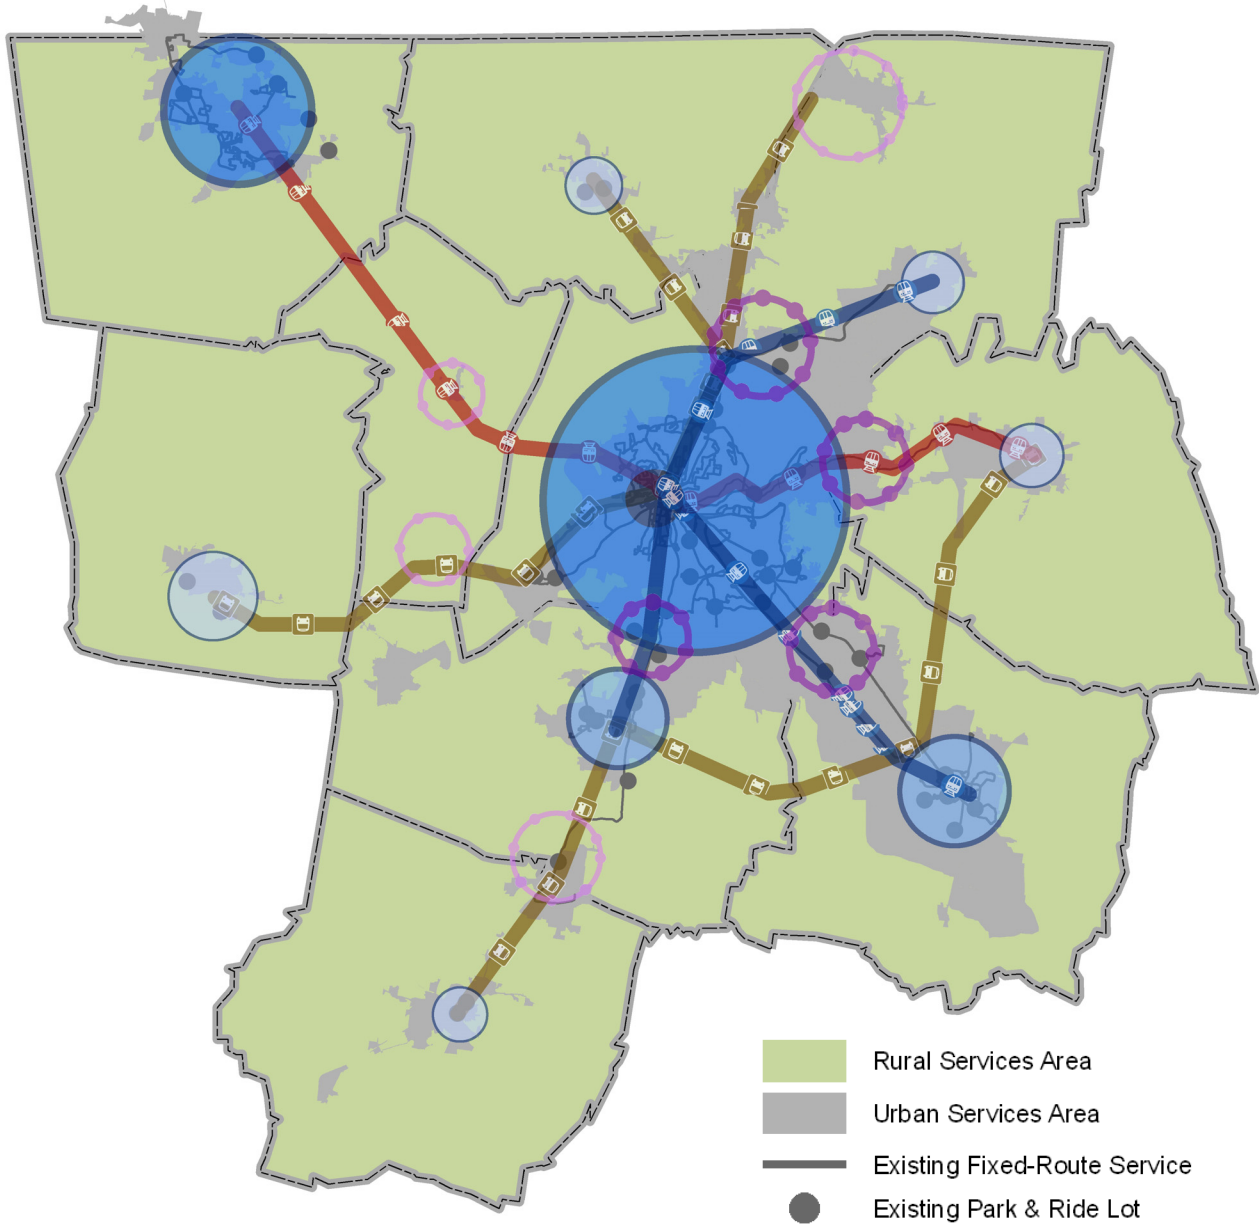 Rural Services Area
Urban Services Area
Existing Fixed-Route Service
Existing Park & Ride Lot